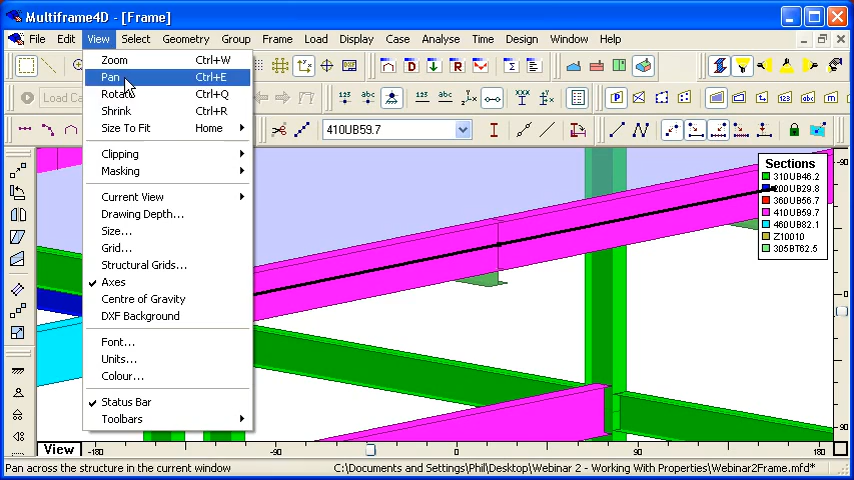 Multiframe4D - [Frame]
File Edit View Select Geometry Group Frame Load Display Case Analyse Time Window Help
Zoom Ctrl+W
Pan Ctrl+E
Rotate Ctrl+Q
Shrink Ctrl+R
Size To Fit Home
Clipping
Masking
Current View
Drawing Depth...
Size...
Grid...
Structural Grids...
Axes
Centre of Gravity
DXF Background
Font...
Units...
Colour...
Status Bar
Toolbars
Load Ca
410UB59.7
Sections
310UB46.2
200UB29.8
360UB56.7
410UB59.7
460UB82.1
Z10010
305BT62.5
-90
0
90
View
-180
-90
0
90
180
Pan across the structure in the current window
C:\Documents and Settings\Phil\Desktop\Webinar 2 - Working With Properties\Webinar2Frame.mfd*